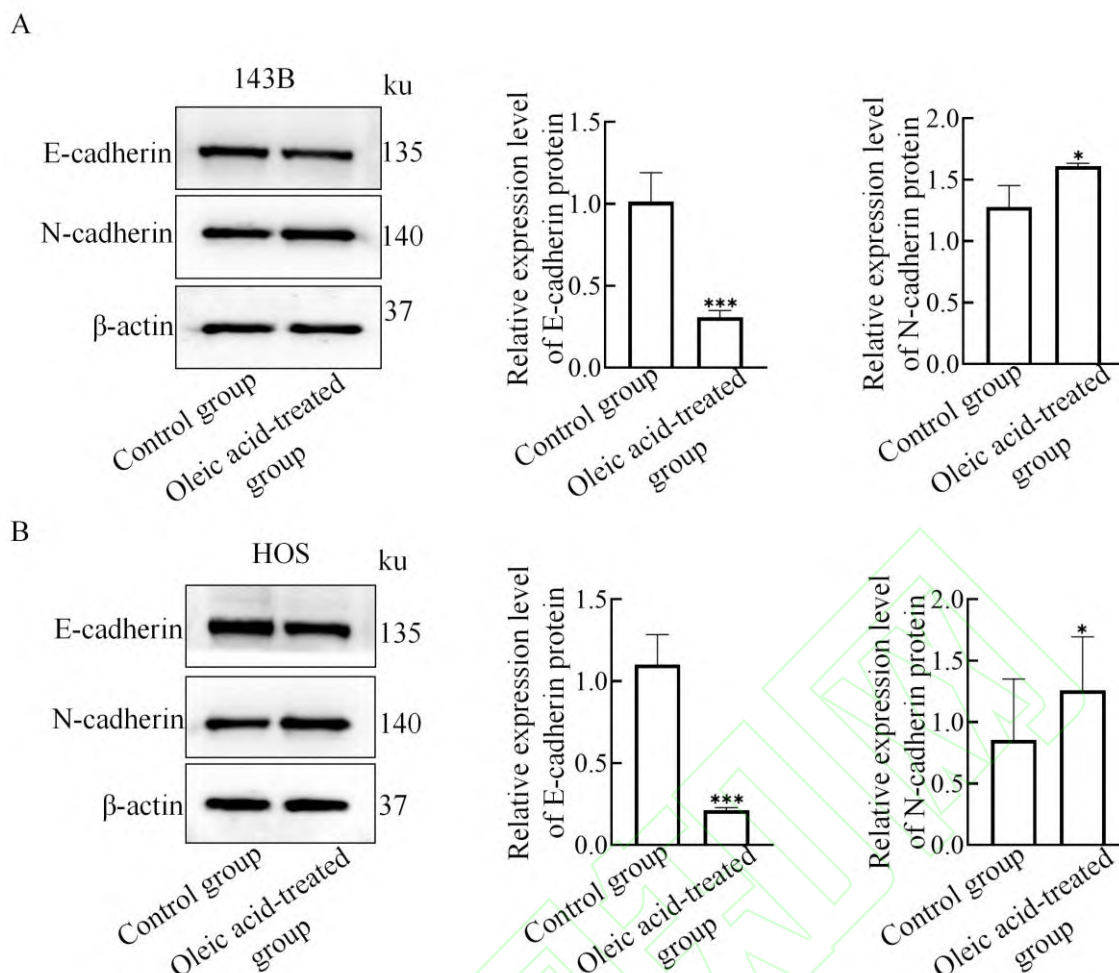 A
143B
ku
E-cadherin
135
N-cadherin
140
β-actin
37
Control group
Oleic acid-treated
group
Relative expression level
of E-cadherin protein
1.5
1.0
0.5
0.0
***
Control group
Oleic acid-treated
group
Relative expression level
of N-cadherin protein
2.0
1.5
1.0
0.5
0.0
*
Control group
Oleic acid-treated
group
B
HOS
ku
E-cadherin
135
N-cadherin
140
β-actin
37
Control group
Oleic acid-treated
group
Relative expression level
of E-cadherin protein
1.5
1.0
0.5
0.0
***
Control group
Oleic acid-treated
group
Relative expression level
of N-cadherin protein
2.0
1.5
1.0
0.5
0.0
*
Control group
Oleic acid-treated
group